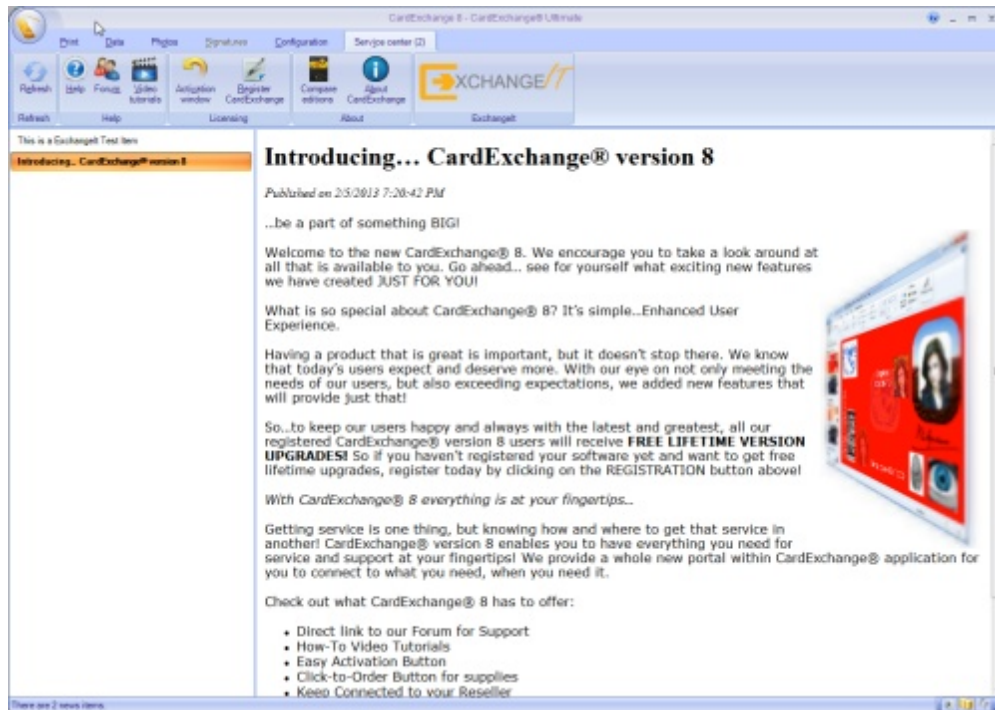 CardExchange 8 - CardExchange® Ultimate
Print Data Photos Signatures Configuration Service center (2)
Refresh Help Forum Video tutorials Activation window Register CardExchange Compare editions About CardExchange EXCHANGEIT
Refresh Help Licensing About ExchangeIt
This is a ExchangeIt Test Item
Introducing... CardExchange® version 8
Introducing... CardExchange® version 8
Published on 2/5/2013 7:20:42 PM
...be a part of something BIG!
Welcome to the new CardExchange® 8. We encourage you to take a look around at
all that is available to you. Go ahead... see for yourself what exciting new features
we have created JUST FOR YOU!
What is so special about CardExchange® 8? It's simple...Enhanced User
Experience.
Having a product that is great is important, but it doesn't stop there. We know
that today's users expect and deserve more. With our eye on not only meeting the
needs of our users, but also exceeding expectations, we added new features that
will provide just that!
So...to keep our users happy and always with the latest and greatest, all our
registered CardExchange® version 8 users will receive FREE LIFETIME VERSION
UPGRADES! So if you haven't registered your software yet and want to get free
lifetime upgrades, register today by clicking on the REGISTRATION button above!
With CardExchange® 8 everything is at your fingertips...
Getting service is one thing, but knowing how and where to get that service in
another! CardExchange® version 8 enables you to have everything you need for
service and support at your fingertips! We provide a whole new portal within CardExchange® application for
you to connect to what you need, when you need it.
Check out what CardExchange® 8 has to offer:
• Direct link to our Forum for Support
• How-To Video Tutorials
• Easy Activation Button
• Click-to-Order Button for supplies
• Keep Connected to your Reseller
There are 2 news items.